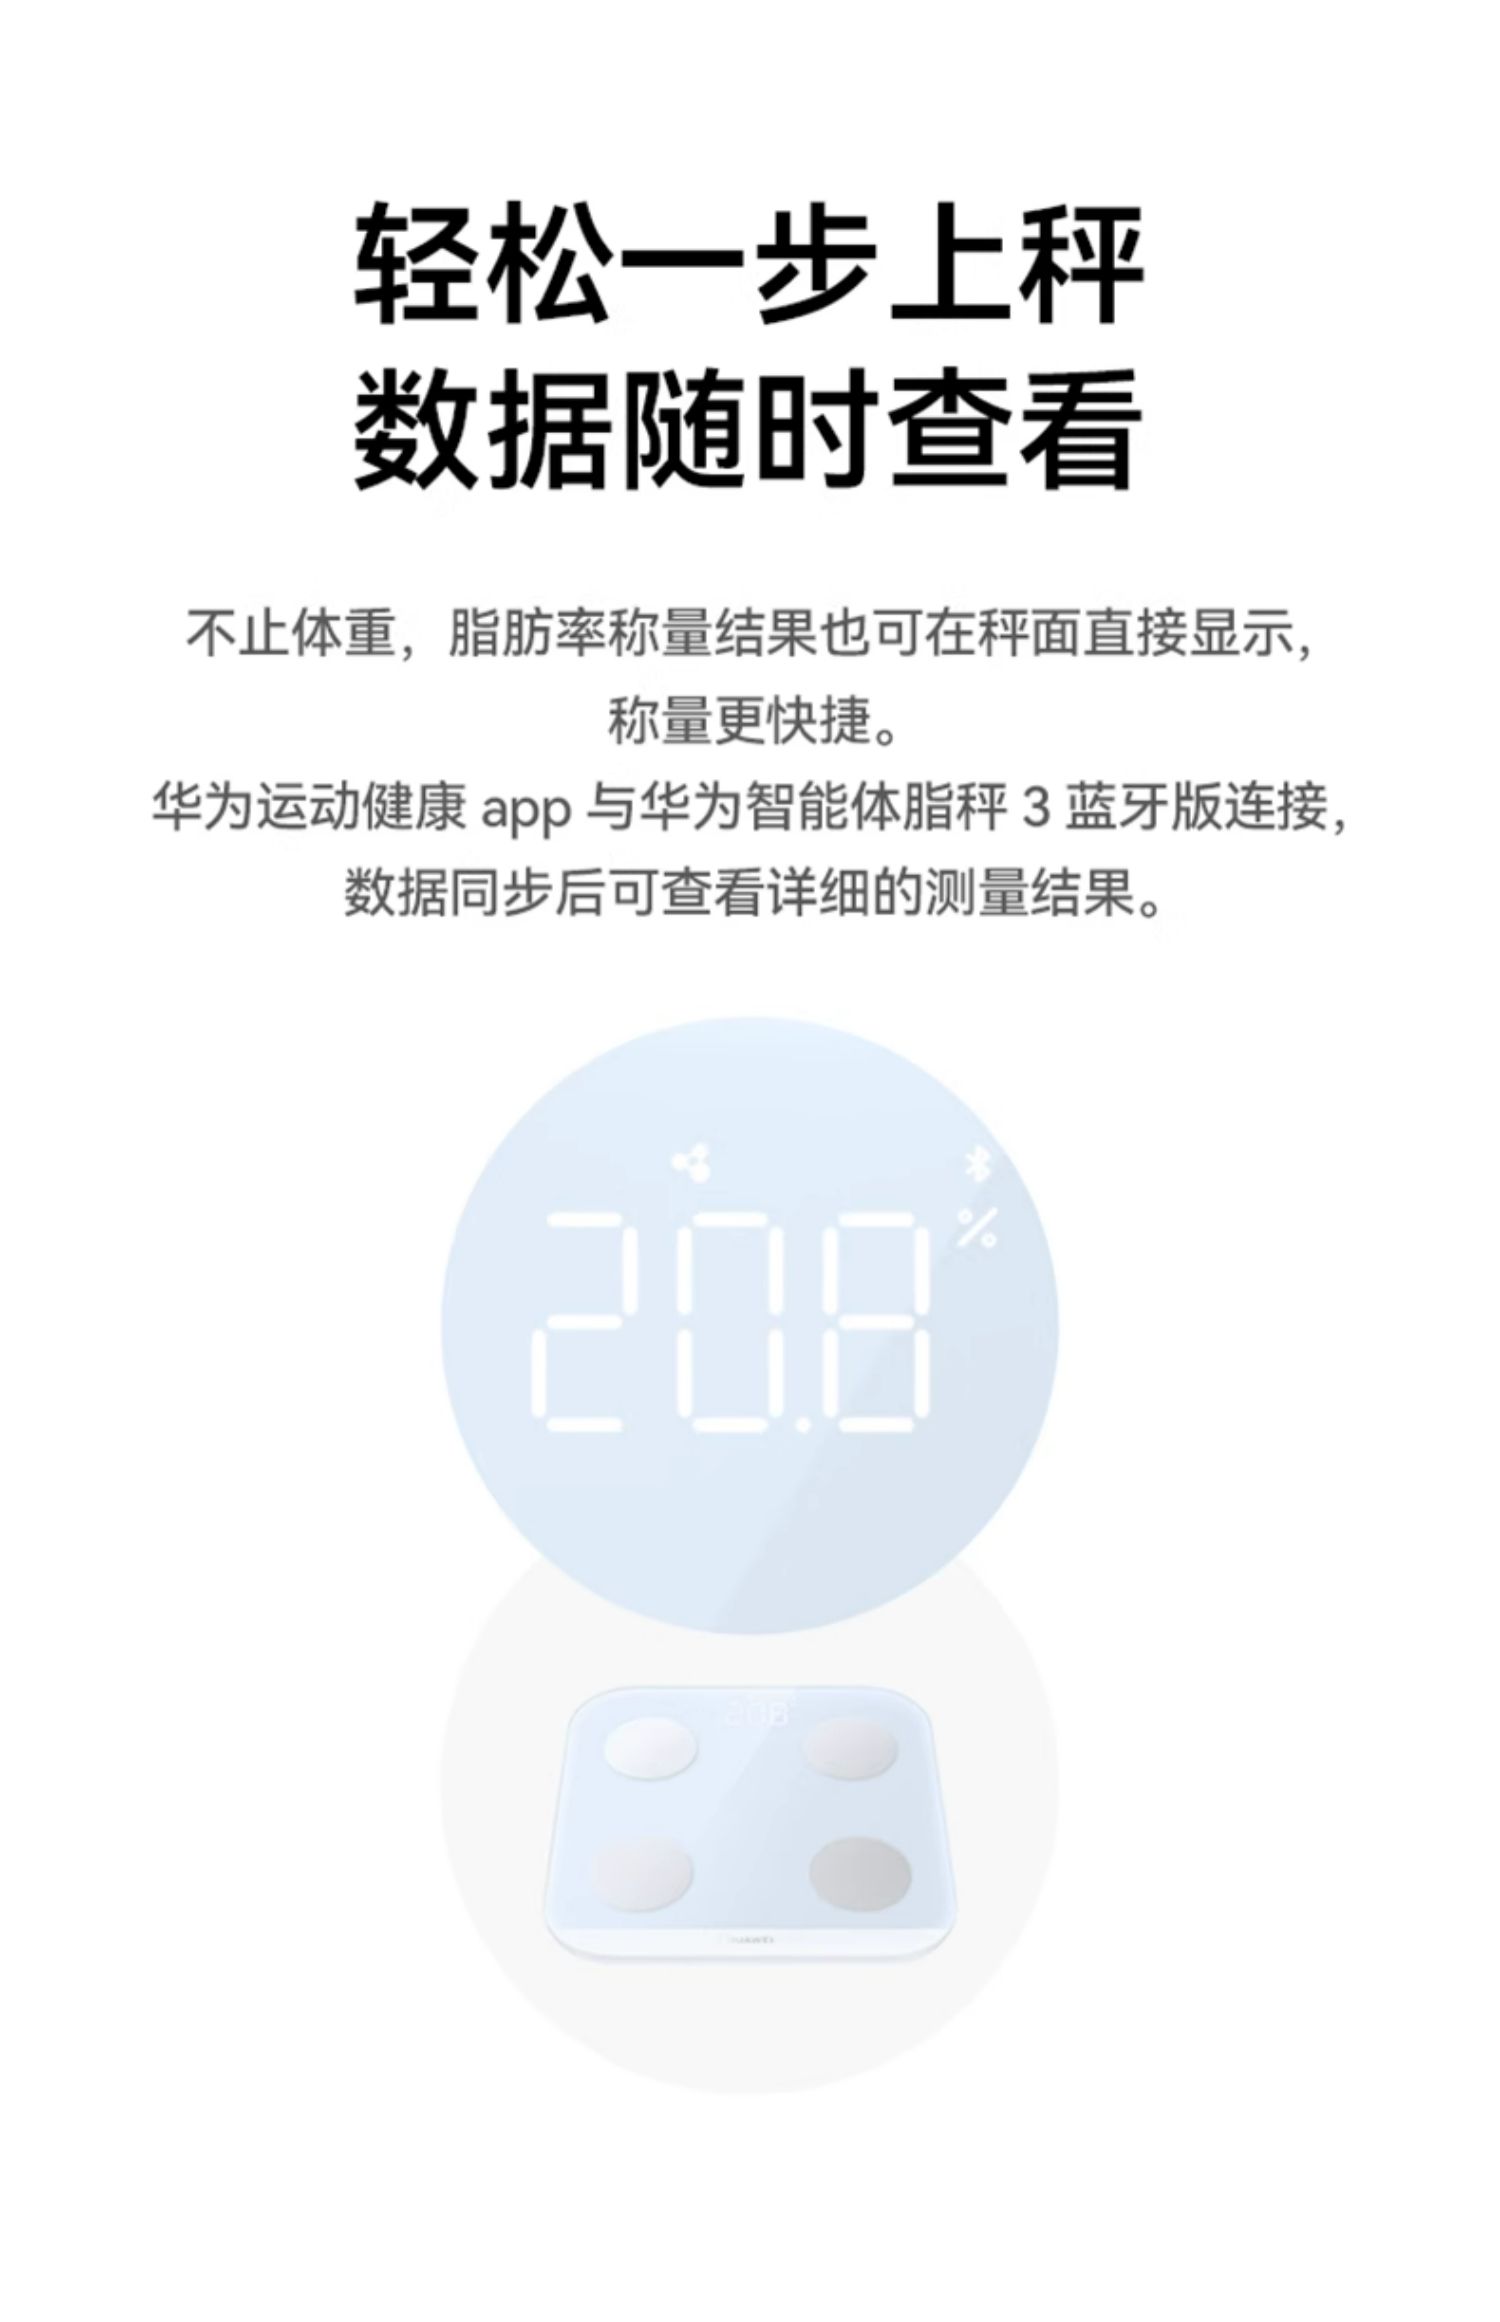 轻松一步上秤
数据随时查看
不止体重，脂肪率称量结果也可在秤面直接显示，
称量更快捷。
华为运动健康 app 与华为智能体脂秤 3 蓝牙版连接，
数据同步后可查看详细的测量结果。
20.8 %
20.8
HUAWEI